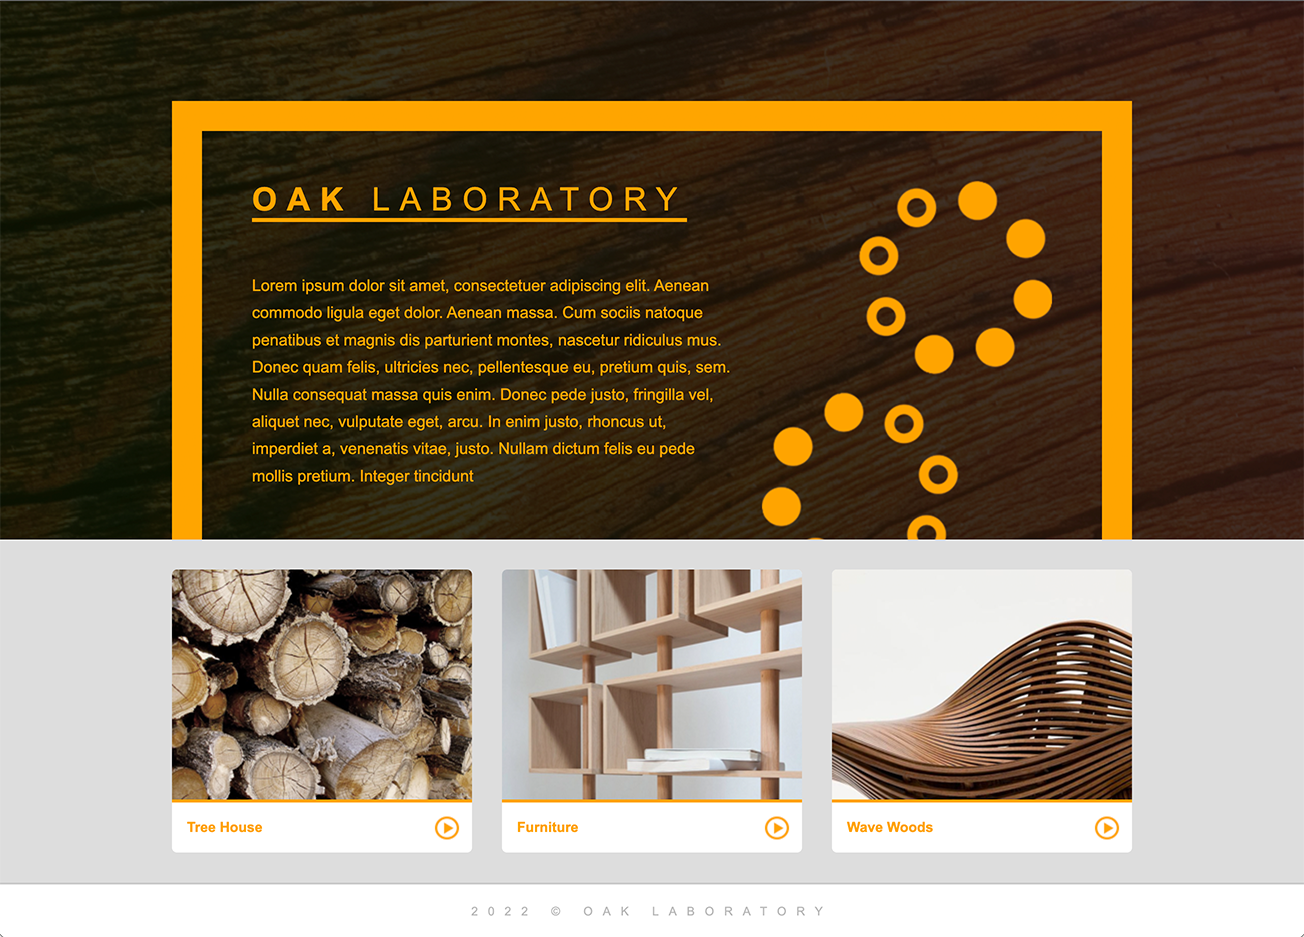 OAK LABORATORY
Lorem ipsum dolor sit amet, consectetuer adipiscing elit. Aenean
commodo ligula eget dolor. Aenean massa. Cum sociis natoque
penatibus et magnis dis parturient montes, nascetur ridiculus mus.
Donec quam felis, ultricies nec, pellentesque eu, pretium quis, sem.
Nulla consequat massa quis enim. Donec pede justo, fringilla vel,
aliquet nec, vulputate eget, arcu. In enim justo, rhoncus ut,
imperdiet a, venenatis vitae, justo. Nullam dictum felis eu pede
mollis pretium. Integer tincidunt
Tree House
Furniture
Wave Woods
2022 © OAK LABORATORY